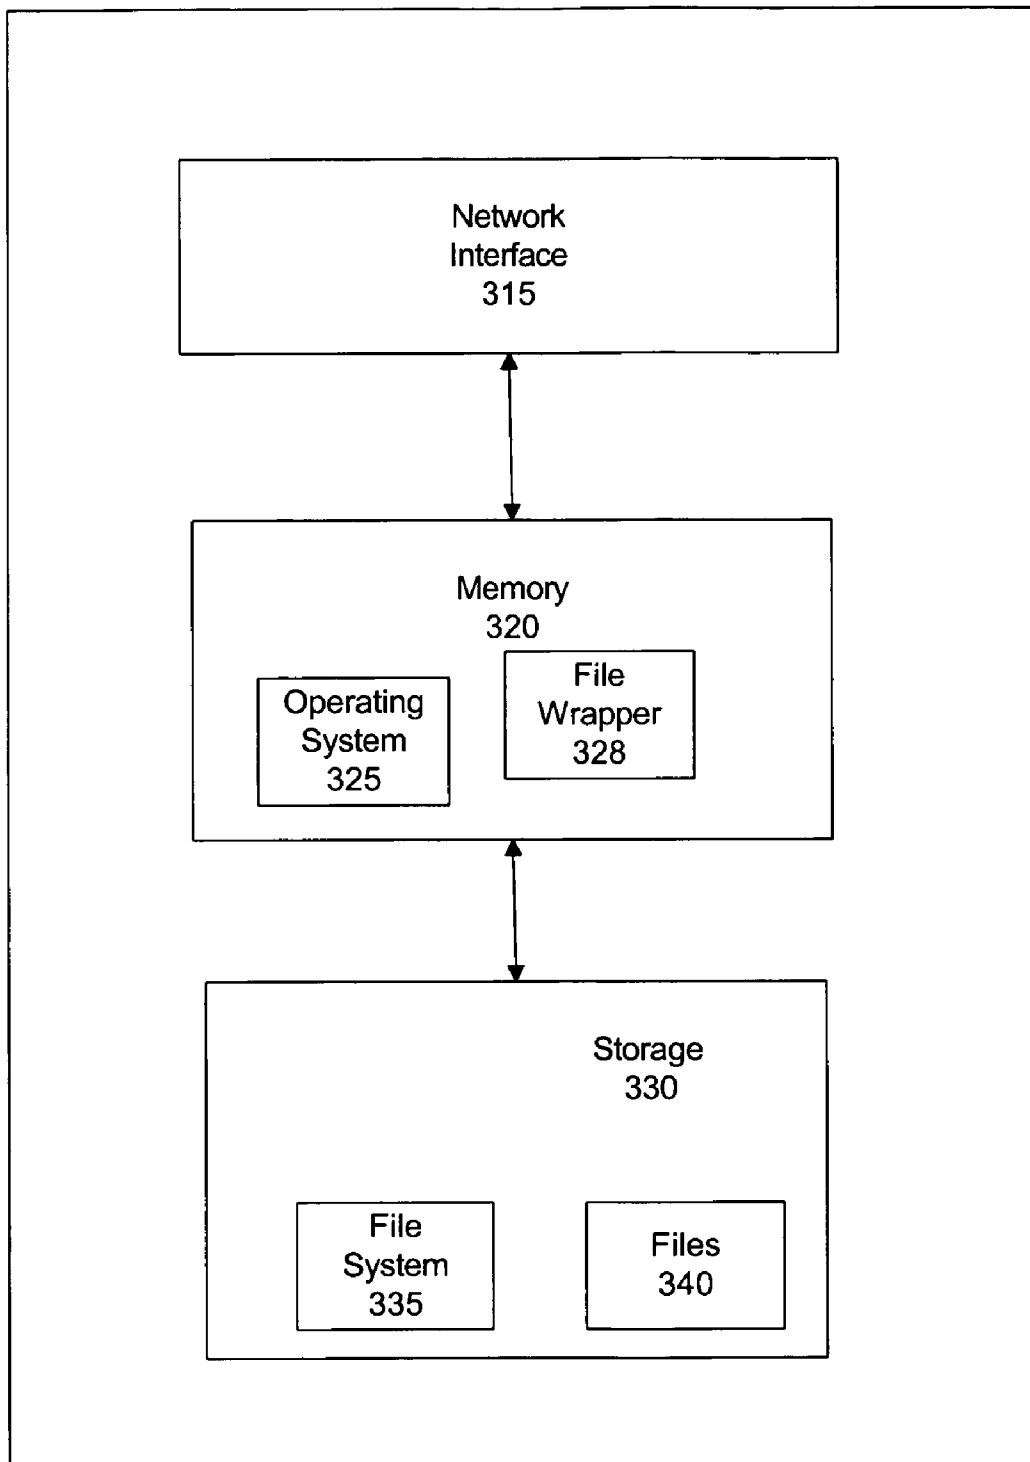 Network
Interface
315
Memory
320
Operating
System
325
File
Wrapper
328
Storage
330
File
System
335
Files
340